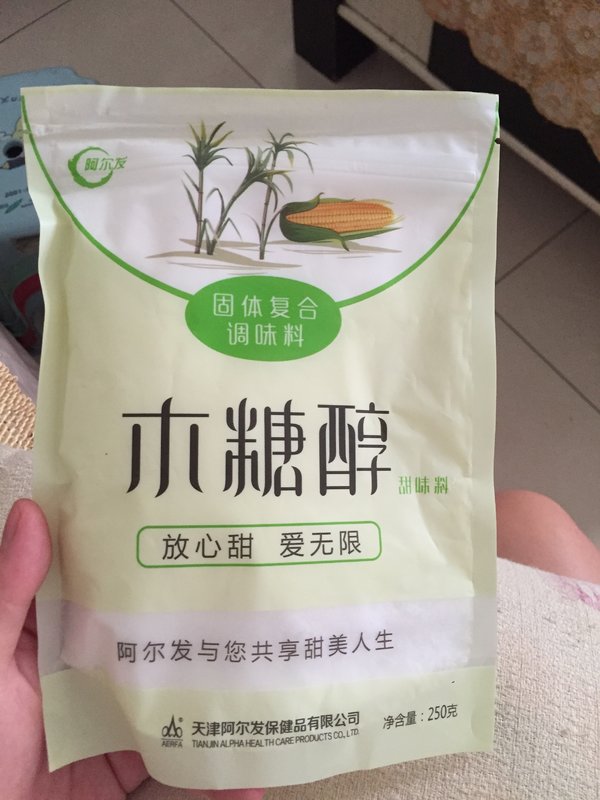 阿尔发
固体复合
调味料
木糖醇
甜味料
放心甜 爱无限
阿尔发与您共享甜美人生
AERFA
天津阿尔发保健品有限公司
TIANJIN ALPHA HEALTH CARE PRODUCTS CO., LTD.
净含量：250克